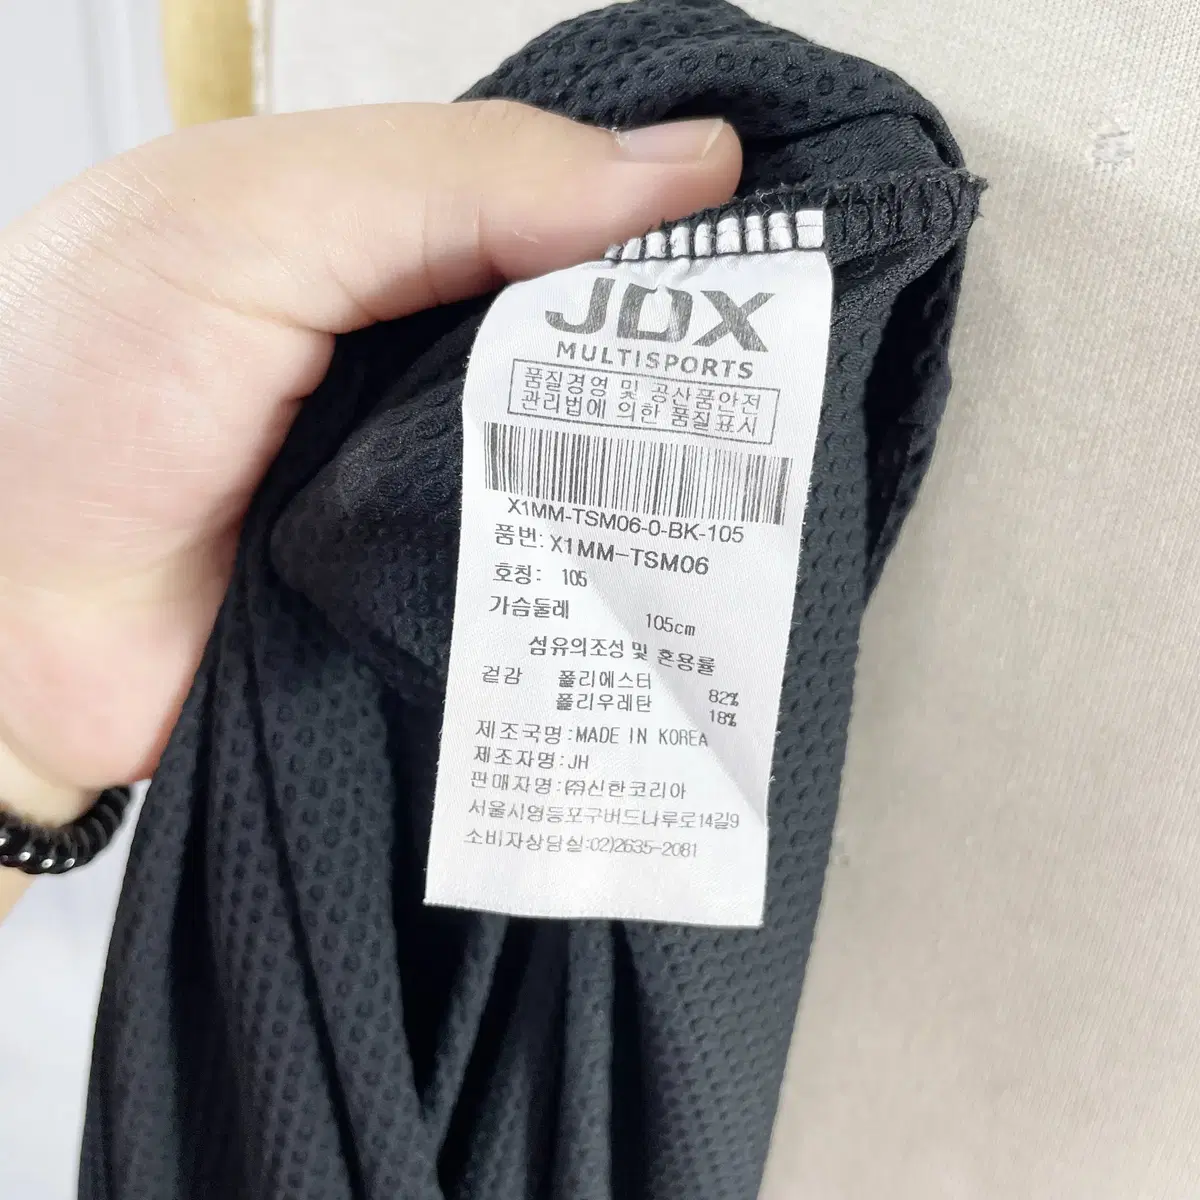 JDX
MULTISPORTS
품질경영 및 공산품안전
관리법에 의한 품질표시
X1MM-TSM06-0-BK-105
품번: X1MM-TSM06
호칭: 105
가슴둘레 105cm
섬유의조성 및 혼용률
겉감 폴리에스터 82%
폴리우레탄 18%
제조국명:MADE IN KOREA
제조자명:JH
판매자명:㈜신한코리아
서울시영등포구버드나루로14길9
소비자상담실:02)2635-2081